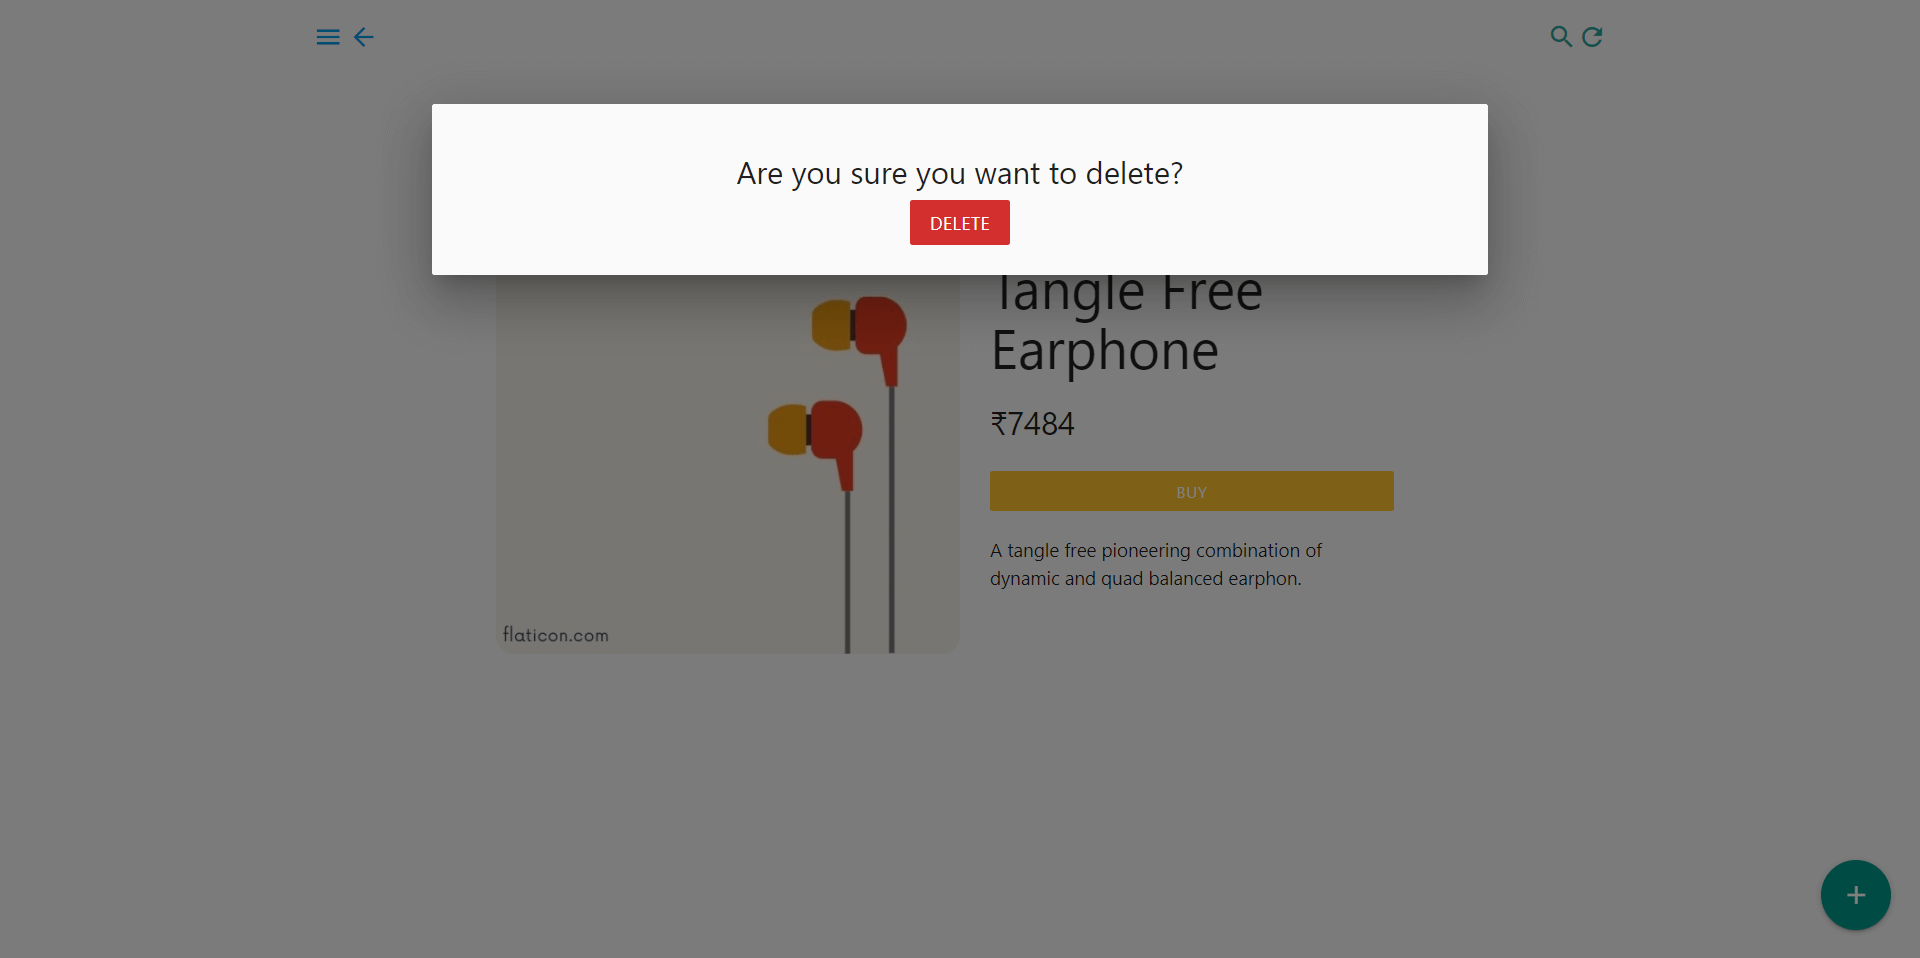 Are you sure you want to delete?
DELETE
Tangle Free
Earphone
₹7484
BUY
A tangle free pioneering combination of
dynamic and quad balanced earphon.
flaticon.com